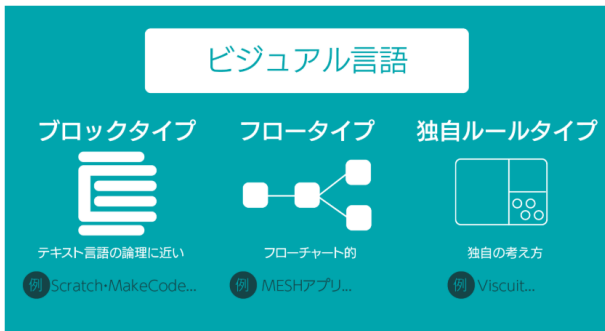 ビジュアル言語
ブロックタイプ
フロータイプ
独自ルールタイプ
テキスト言語の論理に近い
フローチャート的
独自の考え方
例 Scratch・MakeCode...
例 MESHアプリ...
例 Viscuit...